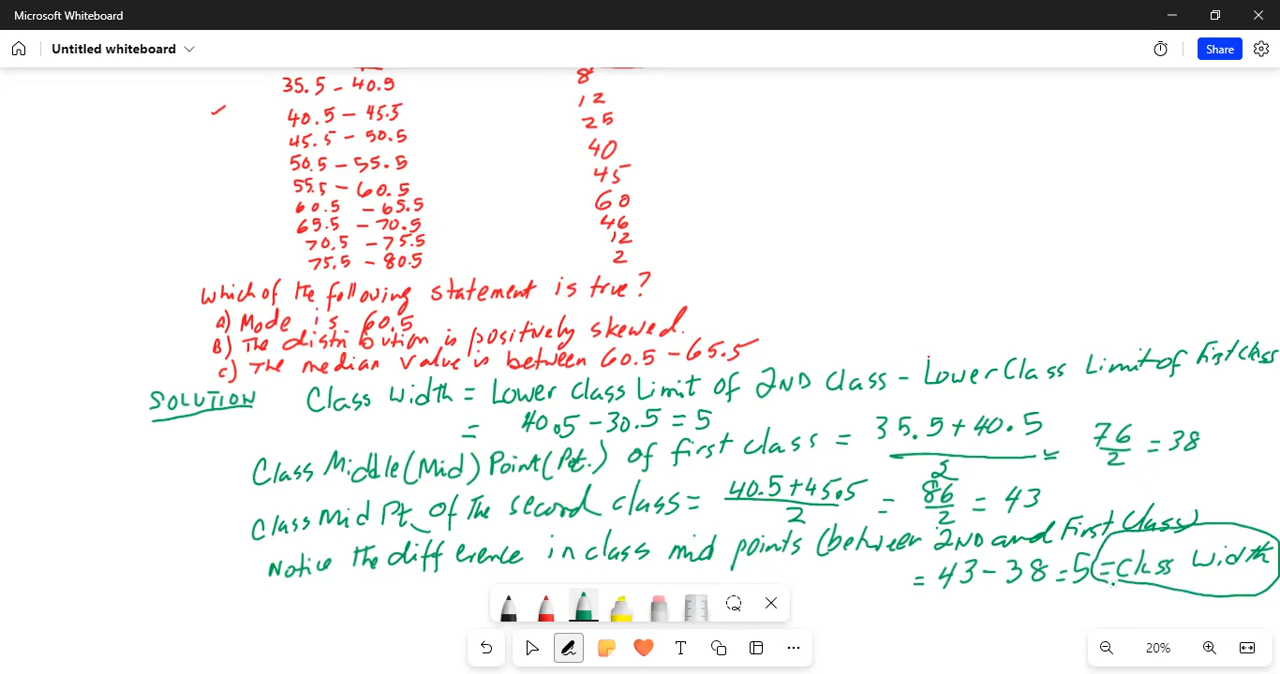 Microsoft Whiteboard
Untitled whiteboard
Share
35.5 - 40.5 8
40.5 - 45.5 12
45.5 - 50.5 25
50.5 - 55.5 40
55.5 - 60.5 45
60.5 - 65.5 60
65.5 - 70.5 46
70.5 - 75.5 12
75.5 - 80.5 2
Which of the following statement is true?
A) Mode is 60.5
B) The distribution is positively skewed.
C) The median value is between 60.5 - 65.5
SOLUTION Class Width = Lower Class Limit of 2ND Class - Lower Class Limit of First Class
= 40.5 - 30.5 = 5
Class Middle (Mid) Point (Pt.) of first class = 35.5 + 40.5 / 2 = 76/2 = 38
Class Mid Pt. of the second class = 40.5 + 45.5 / 2 = 86/2 = 43
Notice the difference in class mid points (between 2ND and First Class)
= 43 - 38 = 5 = Class Width
20%